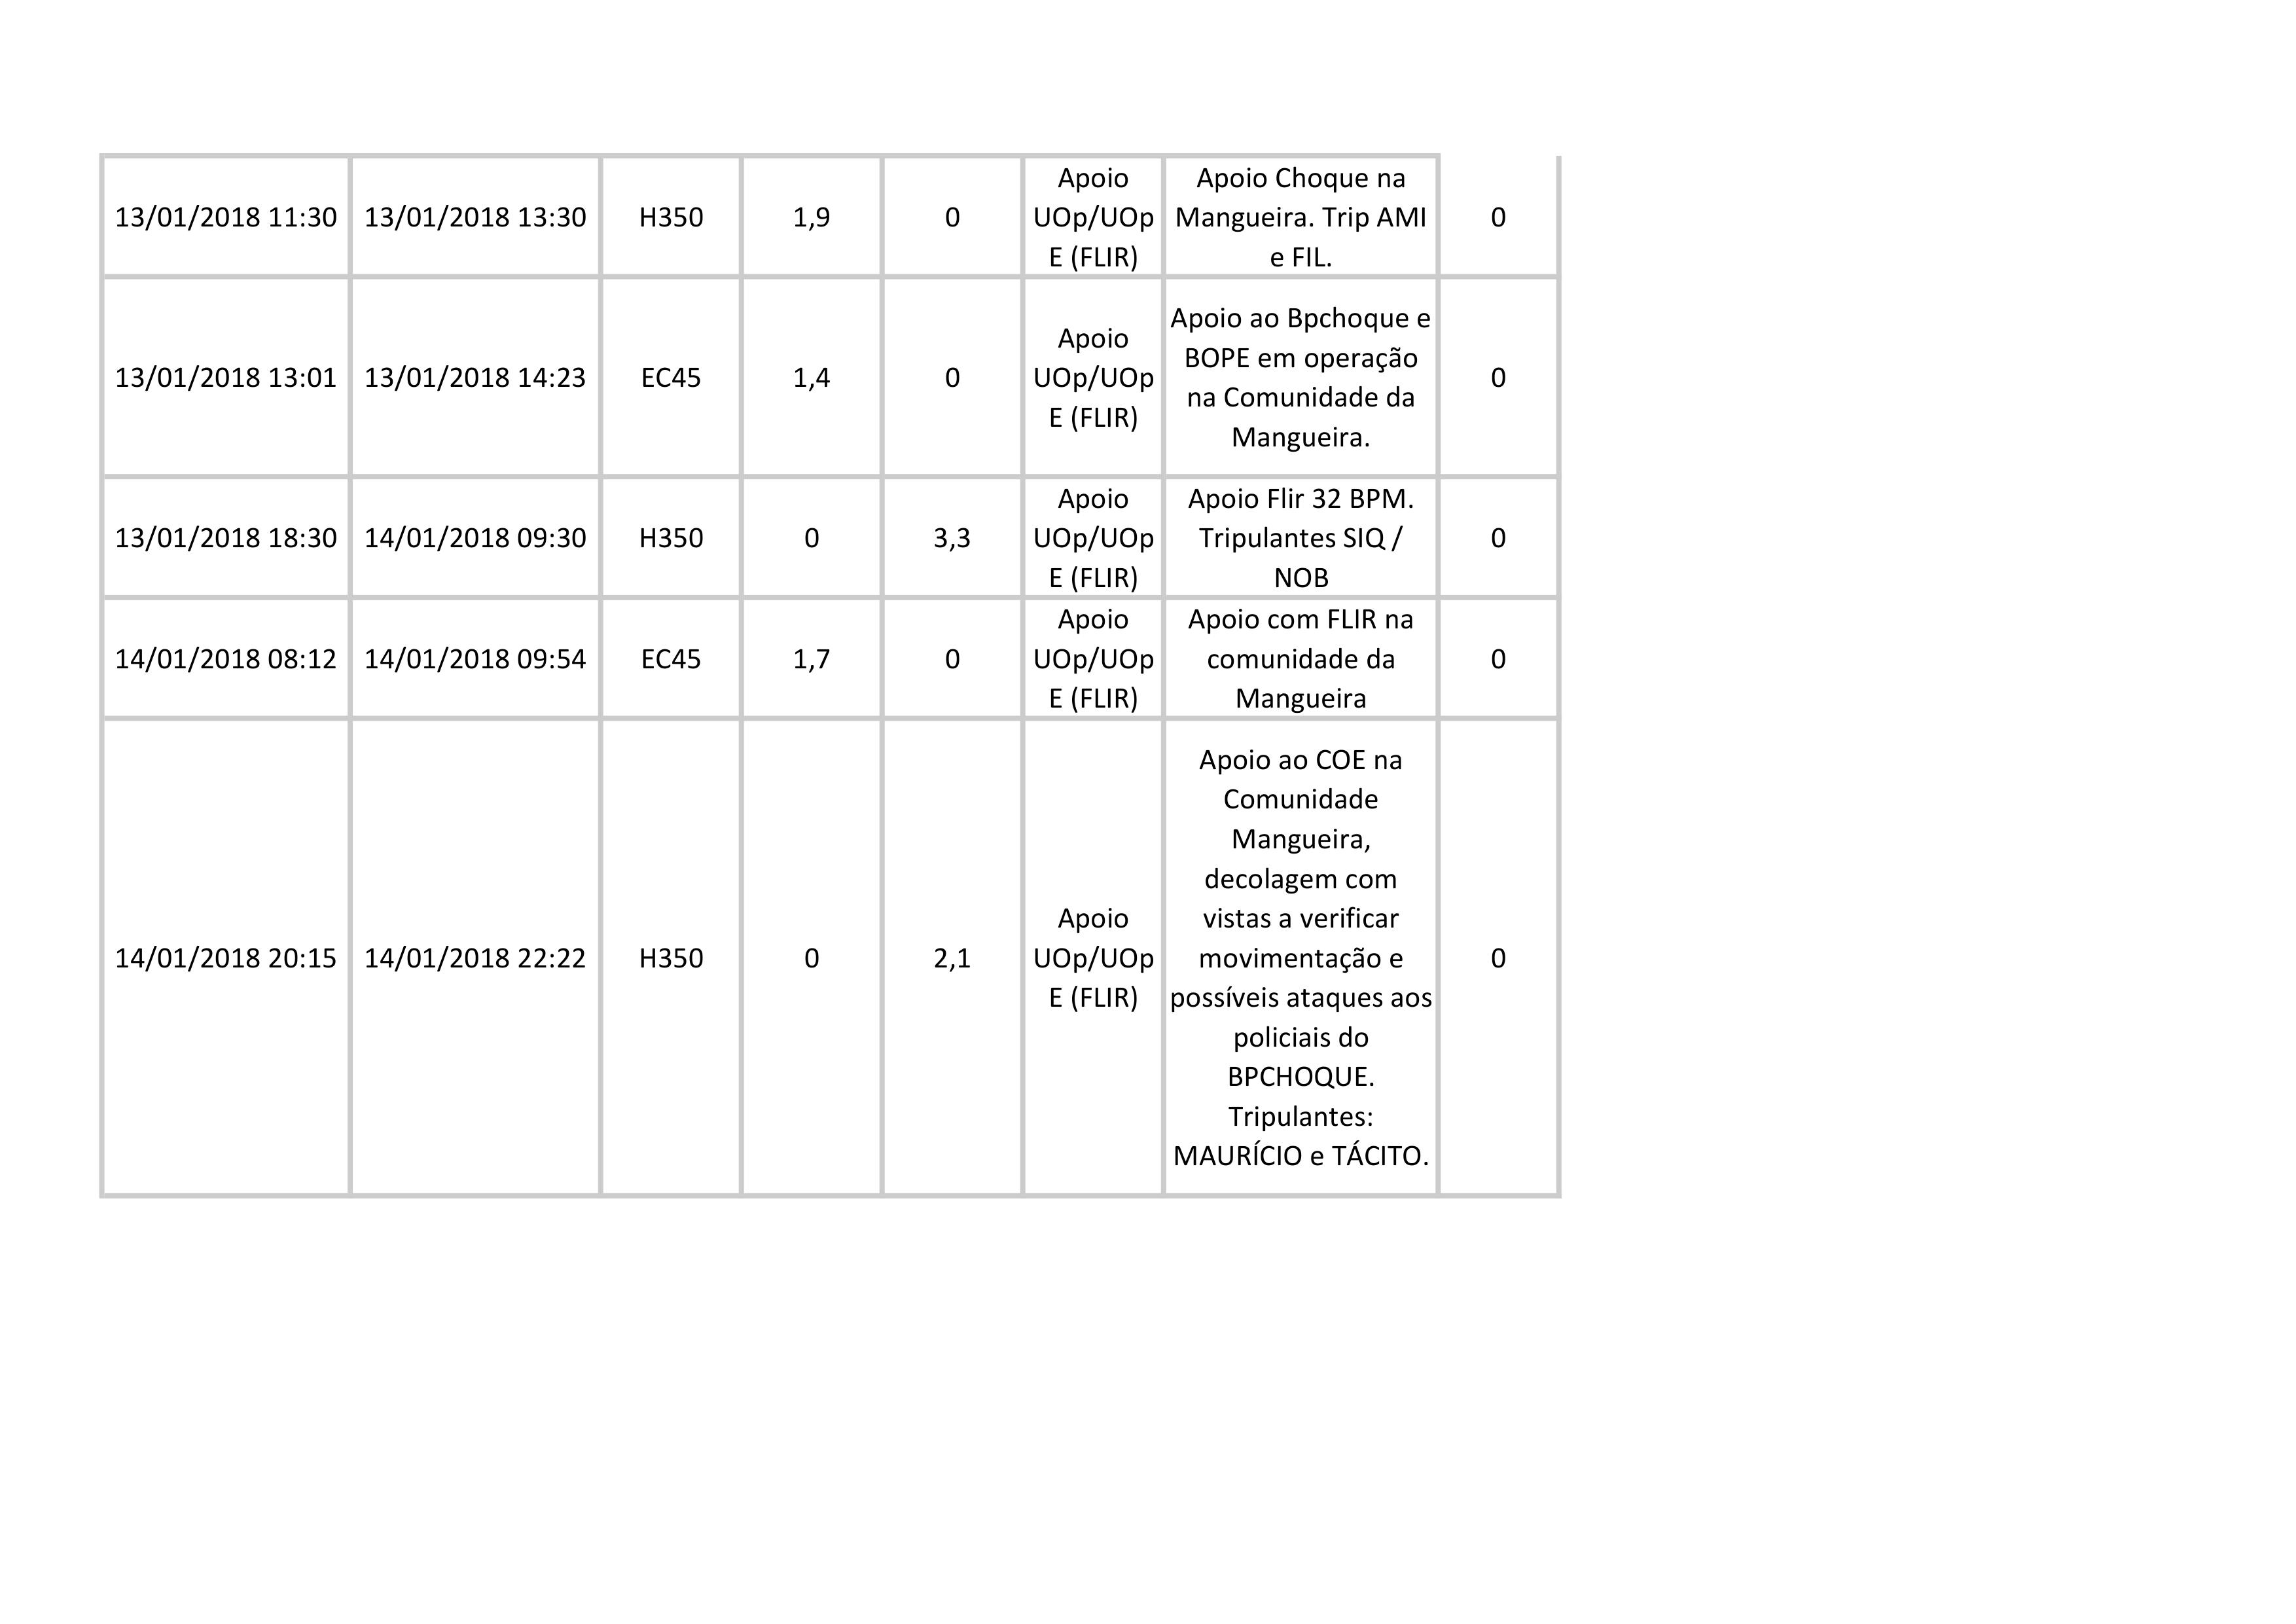 13/01/2018 11:30 13/01/2018 13:30 H350 1,9 0 Apoio UOp/UOp E (FLIR) Apoio Choque na Mangueira. Trip AMI e FIL. 0
13/01/2018 13:01 13/01/2018 14:23 EC45 1,4 0 Apoio UOp/UOp E (FLIR) Apoio ao Bpchoque e BOPE em operação na Comunidade da Mangueira. 0
13/01/2018 18:30 14/01/2018 09:30 H350 0 3,3 Apoio UOp/UOp E (FLIR) Apoio Flir 32 BPM. Tripulantes SIQ / NOB 0
14/01/2018 08:12 14/01/2018 09:54 EC45 1,7 0 Apoio UOp/UOp E (FLIR) Apoio com FLIR na comunidade da Mangueira 0
14/01/2018 20:15 14/01/2018 22:22 H350 0 2,1 Apoio UOp/UOp E (FLIR) Apoio ao COE na Comunidade Mangueira, decolagem com vistas a verificar movimentação e possíveis ataques aos policiais do BPCHOQUE. Tripulantes: MAURÍCIO e TÁCITO. 0